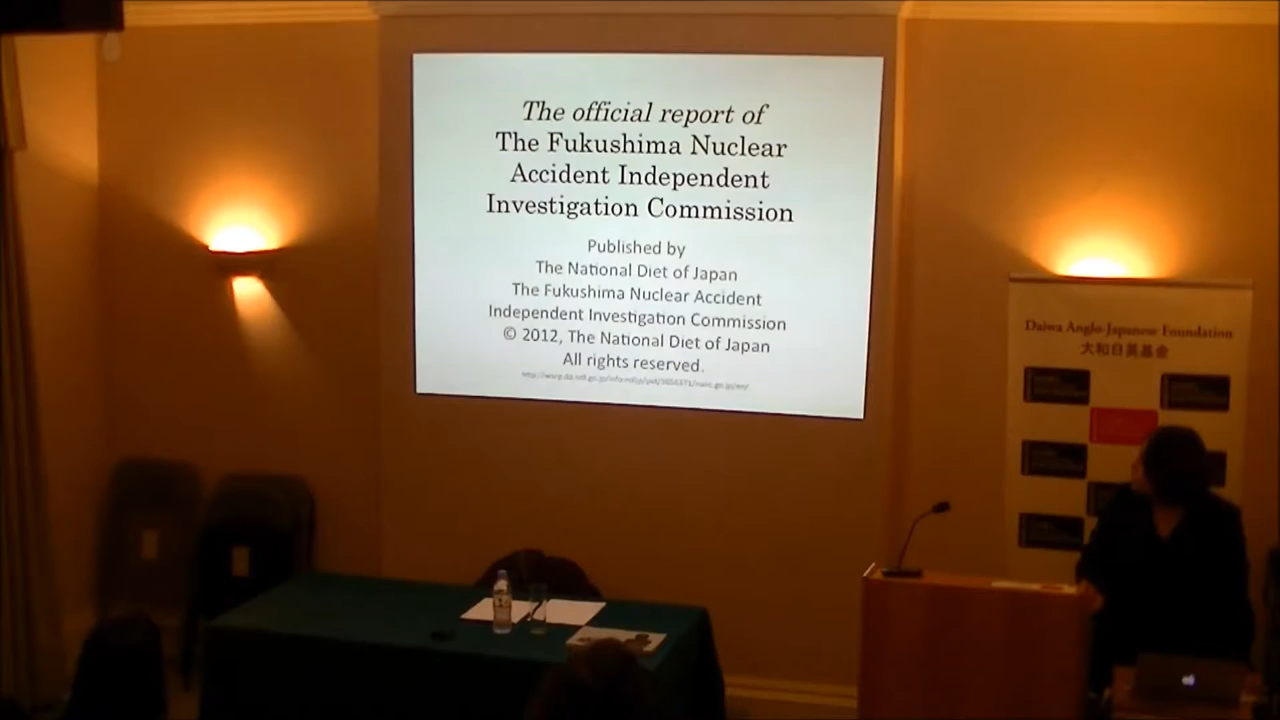 The official report of
The Fukushima Nuclear
Accident Independent
Investigation Commission
Published by
The National Diet of Japan
The Fukushima Nuclear Accident
Independent Investigation Commission
© 2012, The National Diet of Japan
All rights reserved.
Daiwa Anglo-Japanese Foundation
大和日英基金